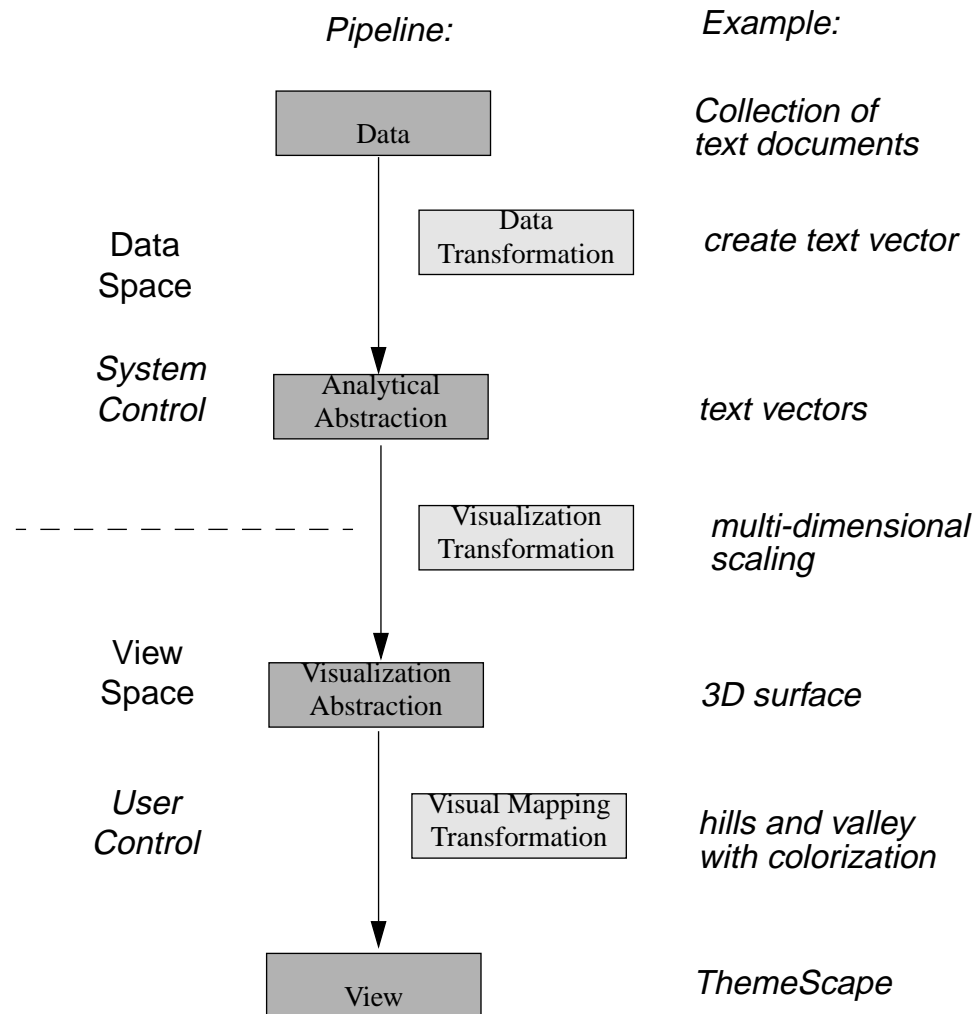 Pipeline:
Example:
Data
Collection of
text documents
Data
Space
Data
Transformation
create text vector
System
Control
Analytical
Abstraction
text vectors
Visualization
Transformation
multi-dimensional
scaling
View
Space
Visualization
Abstraction
3D surface
User
Control
Visual Mapping
Transformation
hills and valley
with colorization
View
ThemeScape